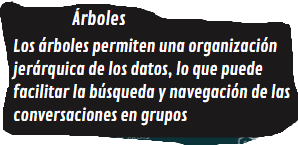 Árboles
Los árboles permiten una organización
jerárquica de los datos, lo que puede
facilitar la búsqueda y navegación de las
conversaciones en grupos